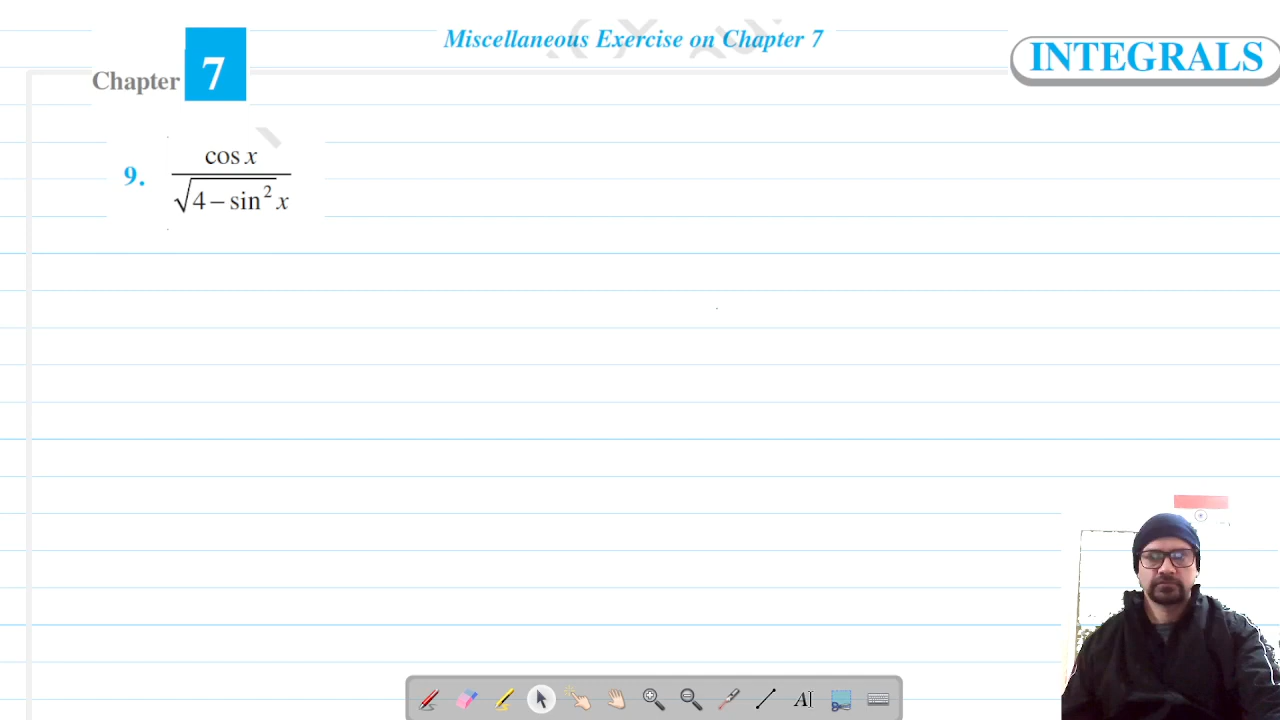 Miscellaneous Exercise on Chapter 7
Chapter 7
INTEGRALS
9. cos x
√4 – sin² x
A